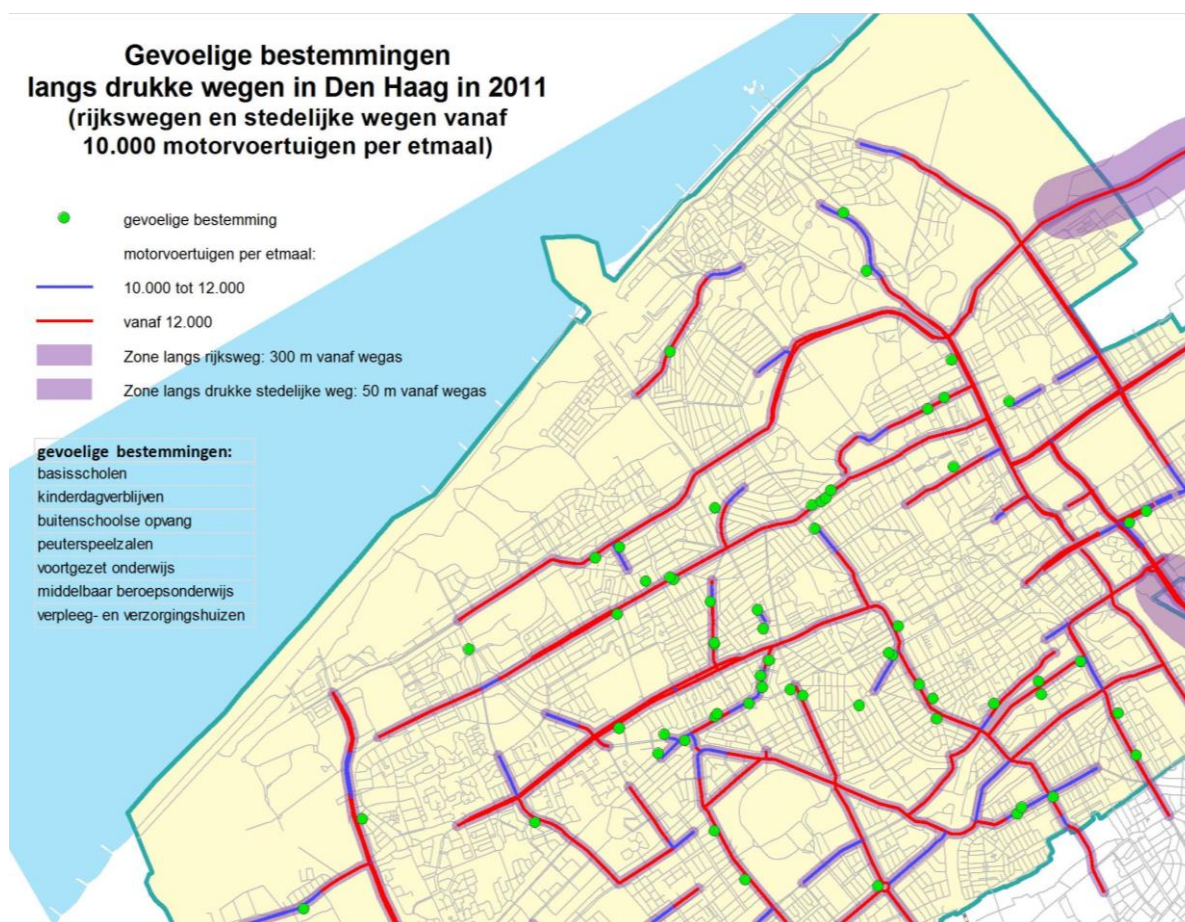 Gevoelige bestemmingen
langs drukke wegen in Den Haag in 2011
(rijkswegen en stedelijke wegen vanaf
10.000 motorvoertuigen per etmaal)
gevoelige bestemming
motorvoertuigen per etmaal:
10.000 tot 12.000
vanaf 12.000
Zone langs rijksweg: 300 m vanaf wegas
Zone langs drukke stedelijke weg: 50 m vanaf wegas
gevoelige bestemmingen:
basisscholen
kinderdagverblijven
buitenschoolse opvang
peuterspeelzalen
voortgezet onderwijs
middelbaar beroepsonderwijs
verpleeg- en verzorgingshuizen